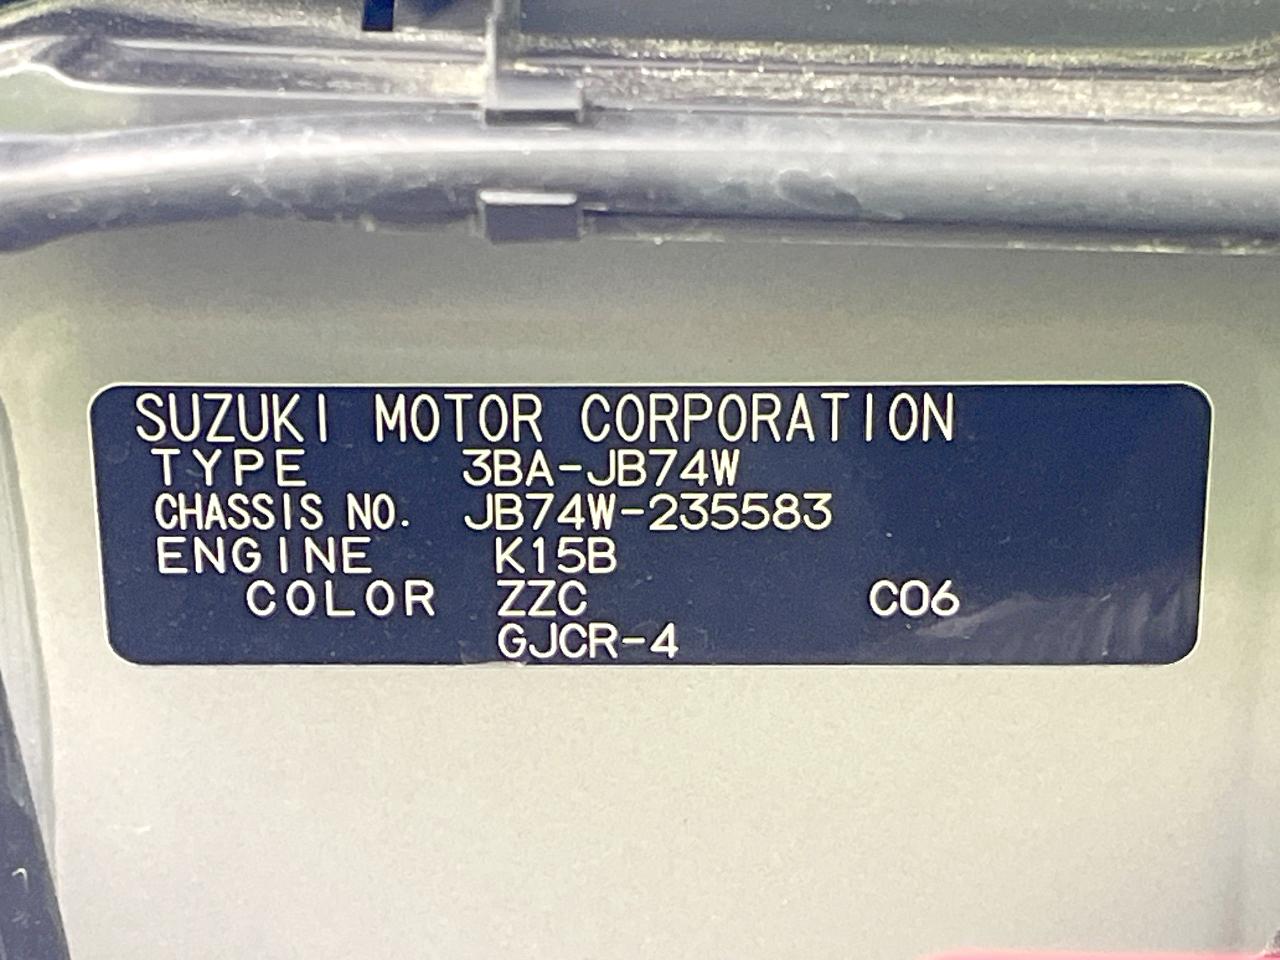 SUZUKI MOTOR CORPORATION
TYPE 3BA-JB74W
CHASSIS NO. JB74W-235583
ENGINE K15B
COLOR ZZC C06
GJCR-4